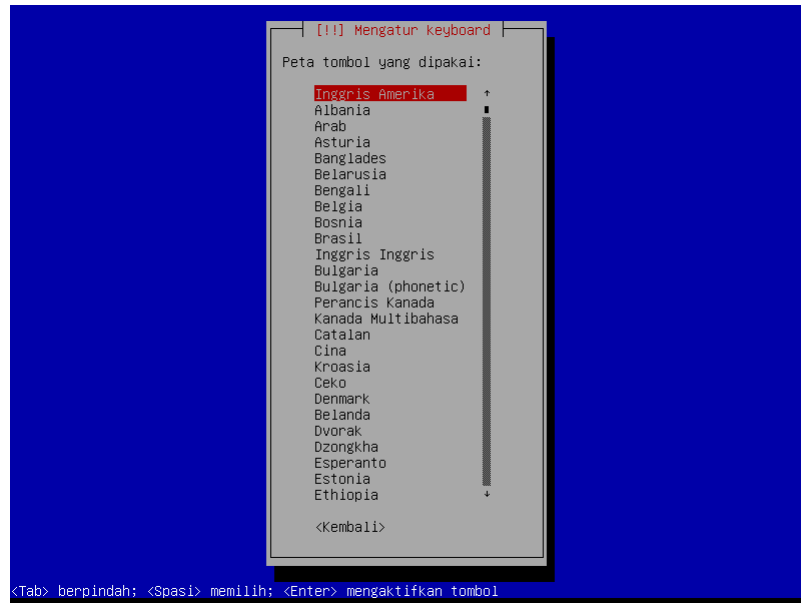 [!!] Mengatur keyboard
Peta tombol yang dipakai:
Inggris Amerika
Albania
Arab
Asturia
Banglades
Belarusia
Bengali
Belgia
Bosnia
Brasil
Inggris Inggris
Bulgaria
Bulgaria (phonetic)
Perancis Kanada
Kanada Multibahasa
Catalan
Cina
Kroasia
Ceko
Denmark
Belanda
Dvorak
Dzongkha
Esperanto
Estonia
Ethiopia
<Kembali>
<Tab> berpindah; <Spasi> memilih; <Enter> mengaktifkan tombol